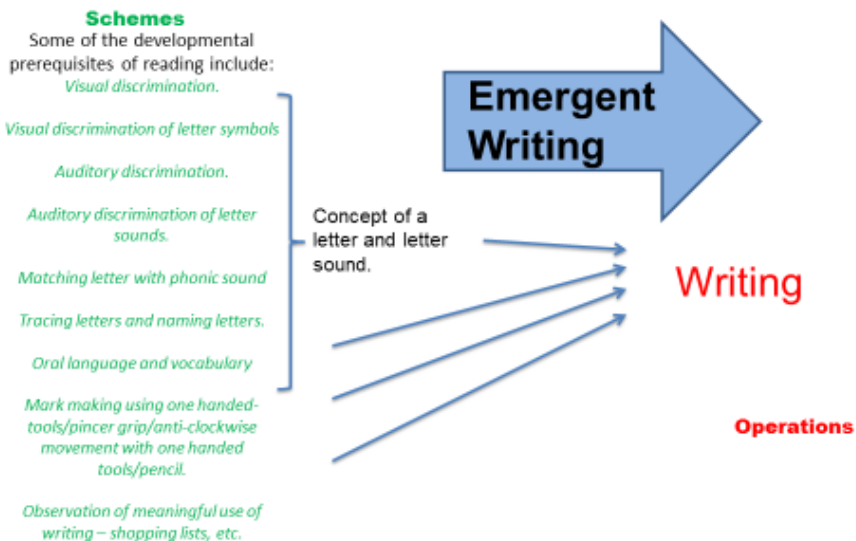 Schemes
Some of the developmental
prerequisites of reading include:
Visual discrimination.
Visual discrimination of letter symbols
Auditory discrimination.
Auditory discrimination of letter
sounds.
Matching letter with phonic sound
Tracing letters and naming letters.
Oral language and vocabulary
Mark making using one handed-
tools/pincer grip/anti-clockwise
movement with one handed
tools/pencil.
Observation of meaningful use of
writing – shopping lists, etc.
Concept of a
letter and letter
sound.
Emergent
Writing
Writing
Operations